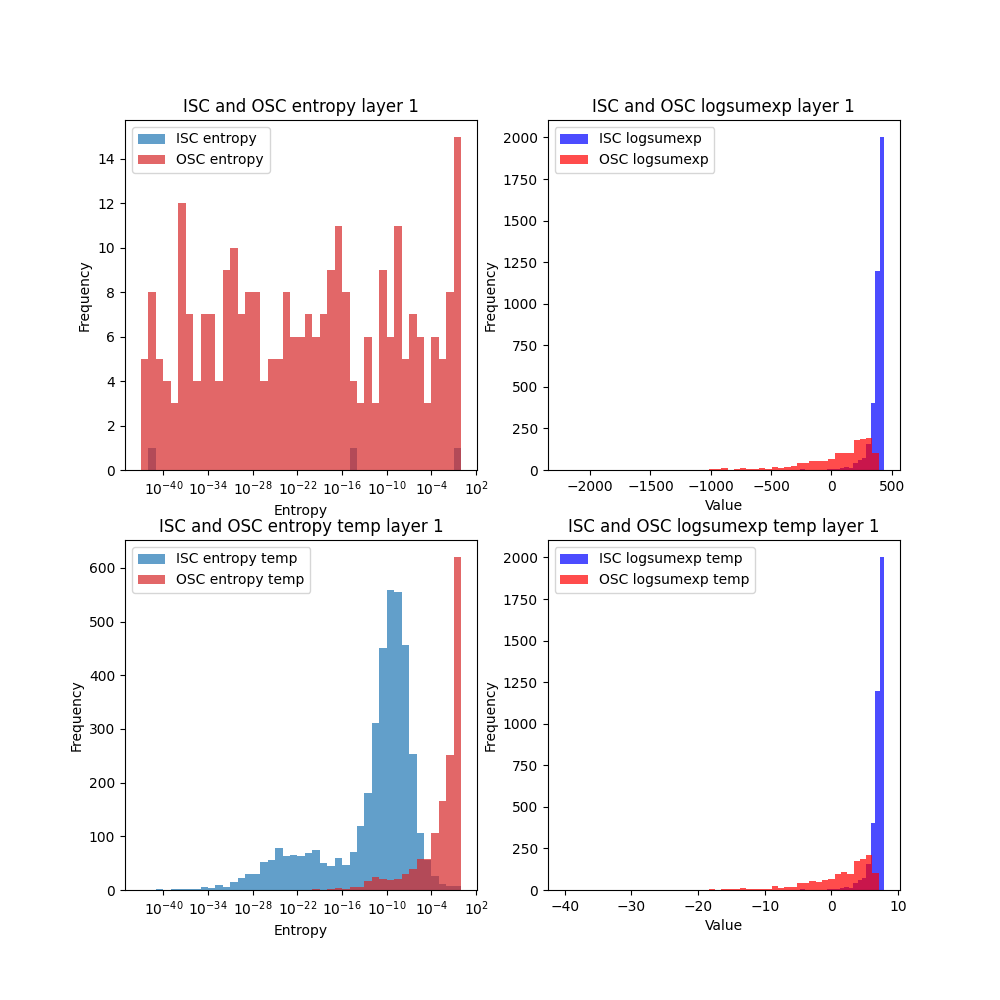 ISC and OSC entropy layer 1
ISC entropy
OSC entropy
Frequency
14
12
10
8
6
4
2
0
10^{-40} 10^{-34} 10^{-28} 10^{-22} 10^{-16} 10^{-10} 10^{-4} 10^{2}
Entropy
ISC and OSC logsumexp layer 1
ISC logsumexp
OSC logsumexp
Frequency
2000
1750
1500
1250
1000
750
500
250
0
−2000 −1500 −1000 −500 0 500
Value
ISC and OSC entropy temp layer 1
ISC entropy temp
OSC entropy temp
Frequency
600
500
400
300
200
100
0
10^{-40} 10^{-34} 10^{-28} 10^{-22} 10^{-16} 10^{-10} 10^{-4} 10^{2}
Entropy
ISC and OSC logsumexp temp layer 1
ISC logsumexp temp
OSC logsumexp temp
Frequency
2000
1750
1500
1250
1000
750
500
250
0
−40 −30 −20 −10 0 10
Value